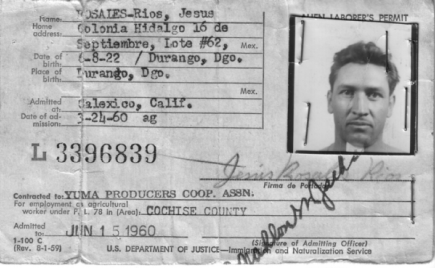 Name: ROSALES-Rios, Jesus
ALIEN LABORER'S PERMIT
Home address: Colonia Hidalgo 16 de
Septiembre, Lote #62, Mex.
Date of birth: 6-8-22 / Durango, Dgo.
Place of birth: Durango, Dgo.
Mex.
Admitted at: Calexico, Calif.
Date of admission: 3-24-60 ag
L 3396839
Jesús Rosales Rios
Firma de Portador
Contracted to: YUMA PRODUCERS COOP. ASSN.
For employment as agricultural
worker under P. L. 78 in (Area): COCHISE COUNTY
Admitted to: JUN 15 1960
(Signature of Admitting Officer)
I-100 C
(Rev. 8-1-59)
U.S. DEPARTMENT OF JUSTICE—Immigration and Naturalization Service